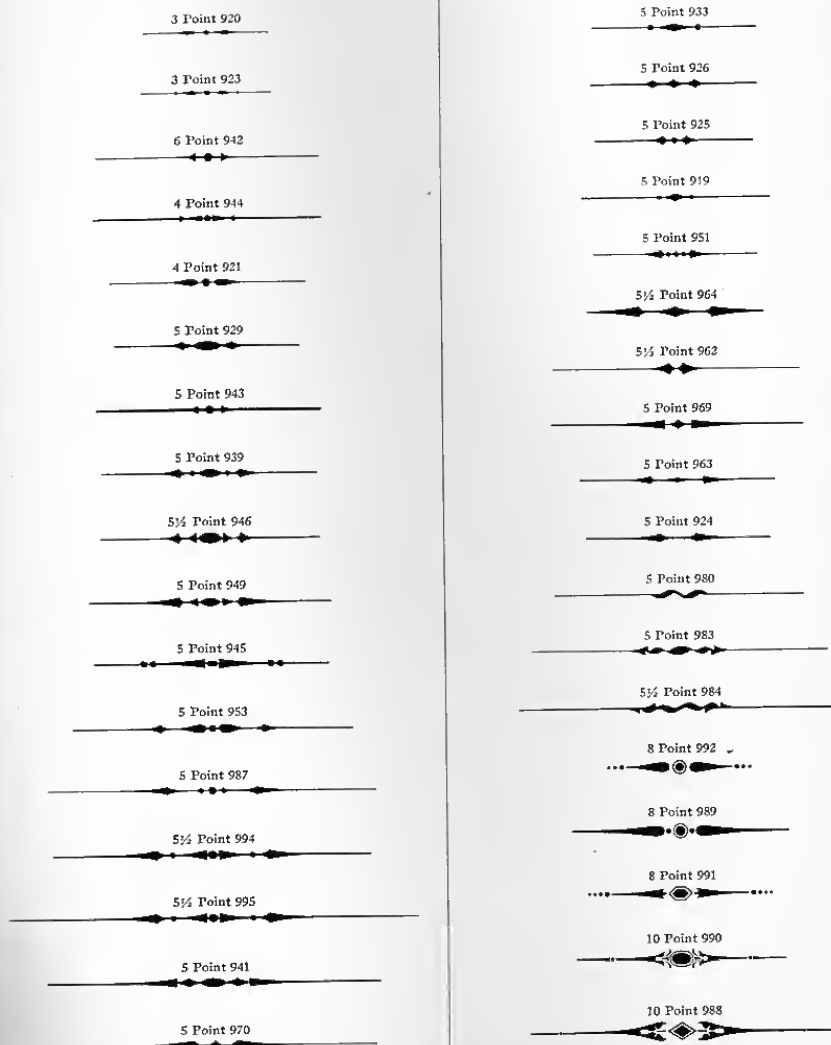 3 Point 920
3 Point 923
6 Point 942
4 Point 944
4 Point 921
5 Point 929
5 Point 943
5 Point 939
5½ Point 946
5 Point 949
5 Point 945
5 Point 953
5 Point 987
5½ Point 994
5½ Point 995
5 Point 941
5 Point 970
5 Point 933
5 Point 926
5 Point 925
5 Point 919
5 Point 951
5½ Point 964
5½ Point 962
5 Point 969
5 Point 963
5 Point 924
5 Point 980
5 Point 983
5½ Point 984
8 Point 992
8 Point 989
8 Point 991
10 Point 990
10 Point 988